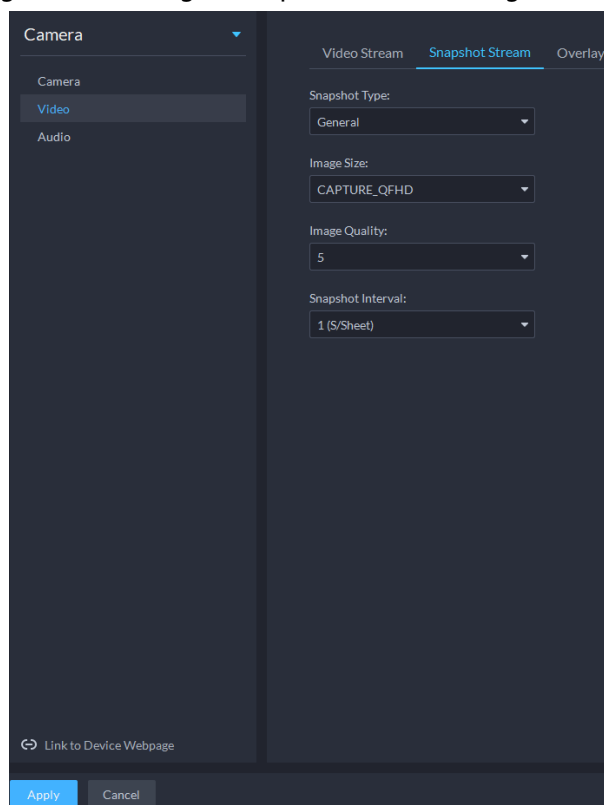 Camera
Camera
Video
Audio
Link to Device Webpage
Video Stream
Snapshot Stream
Overlay
Snapshot Type:
General
Image Size:
CAPTURE_QFHD
Image Quality:
5
Snapshot Interval:
1 (S/Sheet)
Apply
Cancel